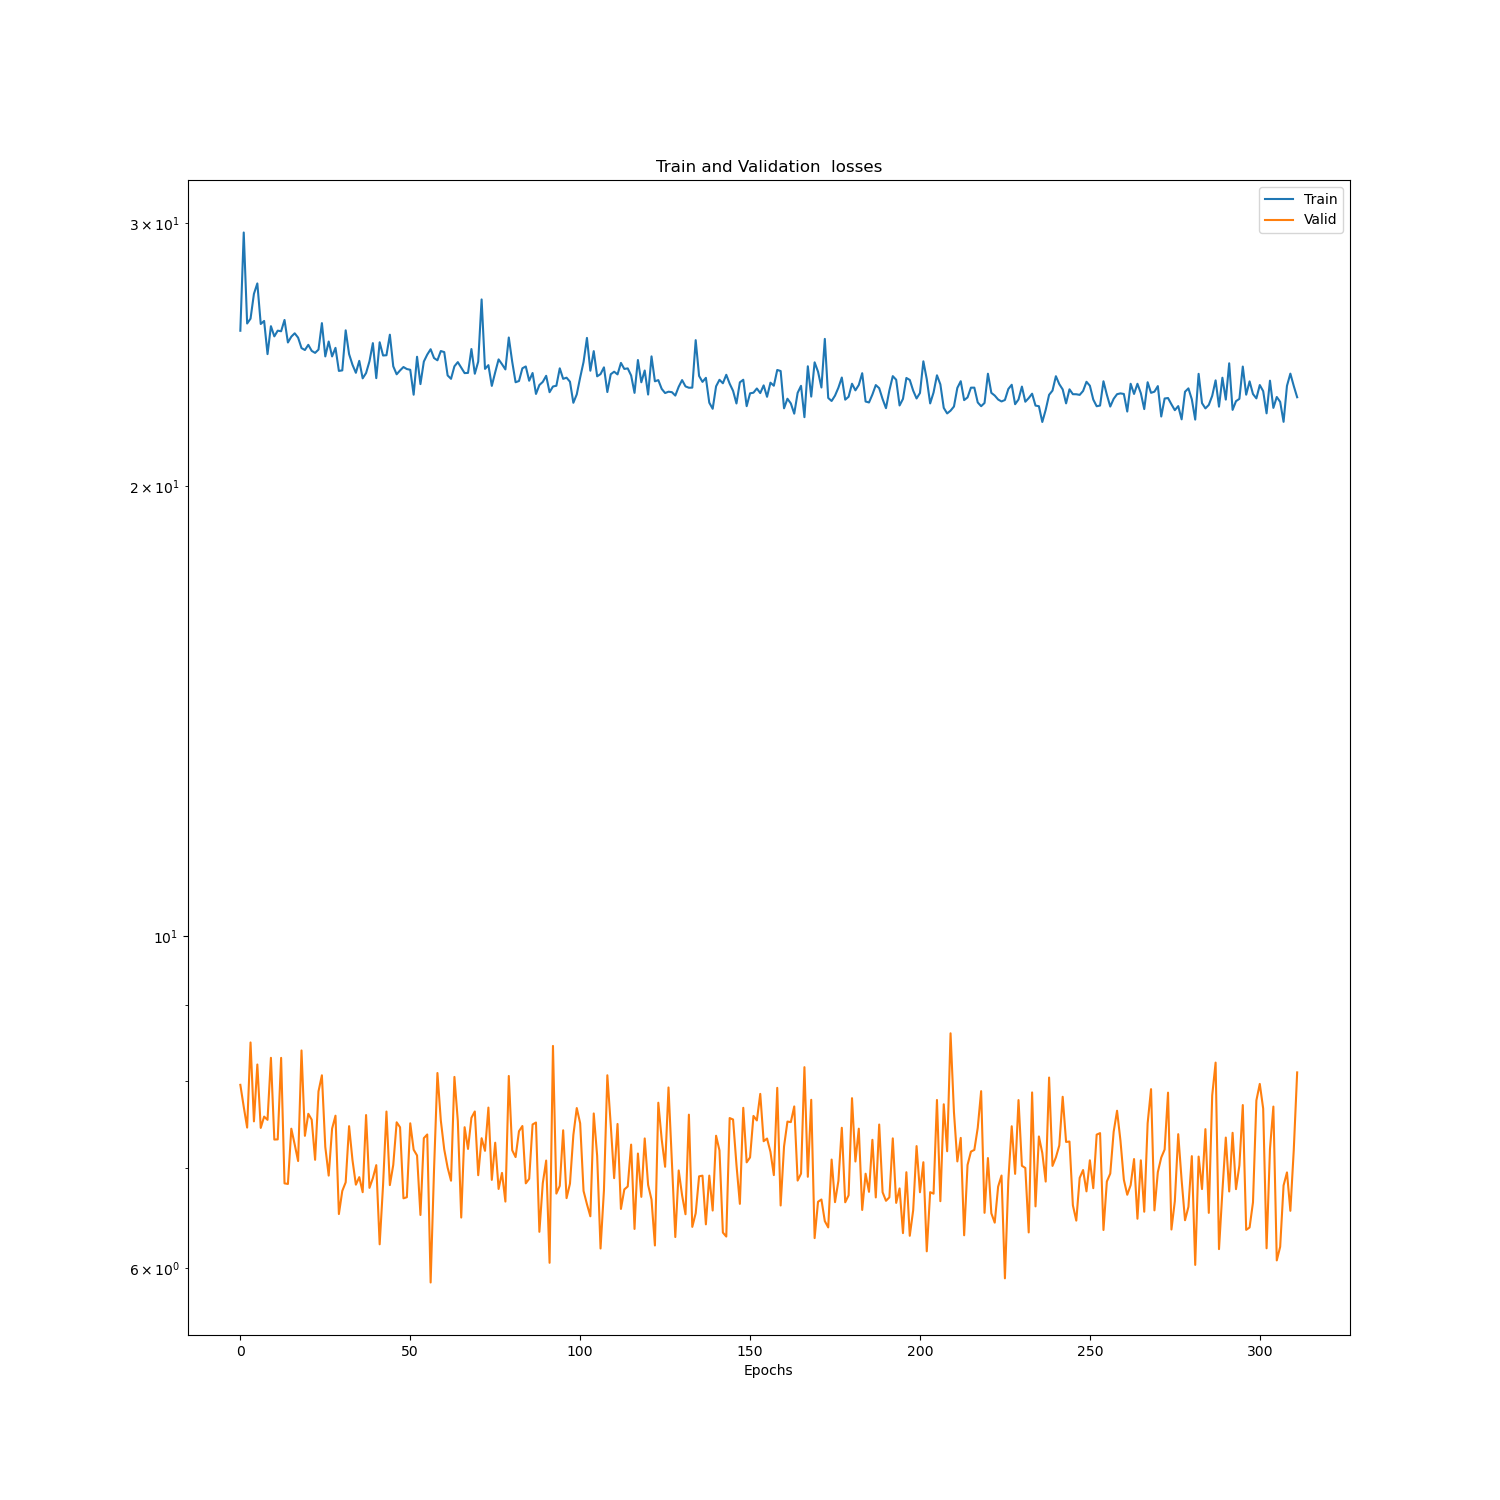 Train and Validation  losses
Train
Valid
3 × 10¹
2 × 10¹
10¹
6 × 10⁰
0 50 100 150 200 250 300
Epochs